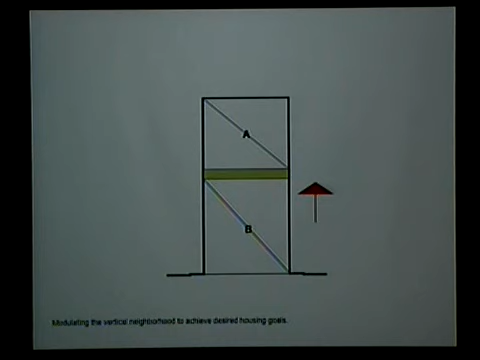 A
B
Modulating the vertical neighborhood to achieve desired housing goals.